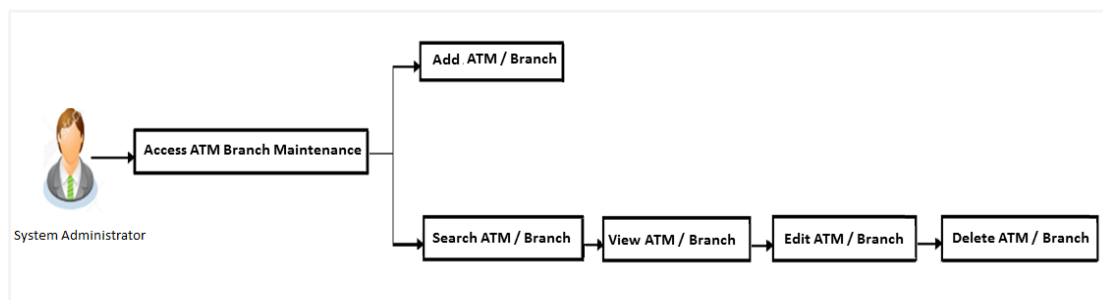 Add ATM / Branch
Access ATM Branch Maintenance
System Administrator
Search ATM / Branch
View ATM / Branch
Edit ATM / Branch
Delete ATM / Branch